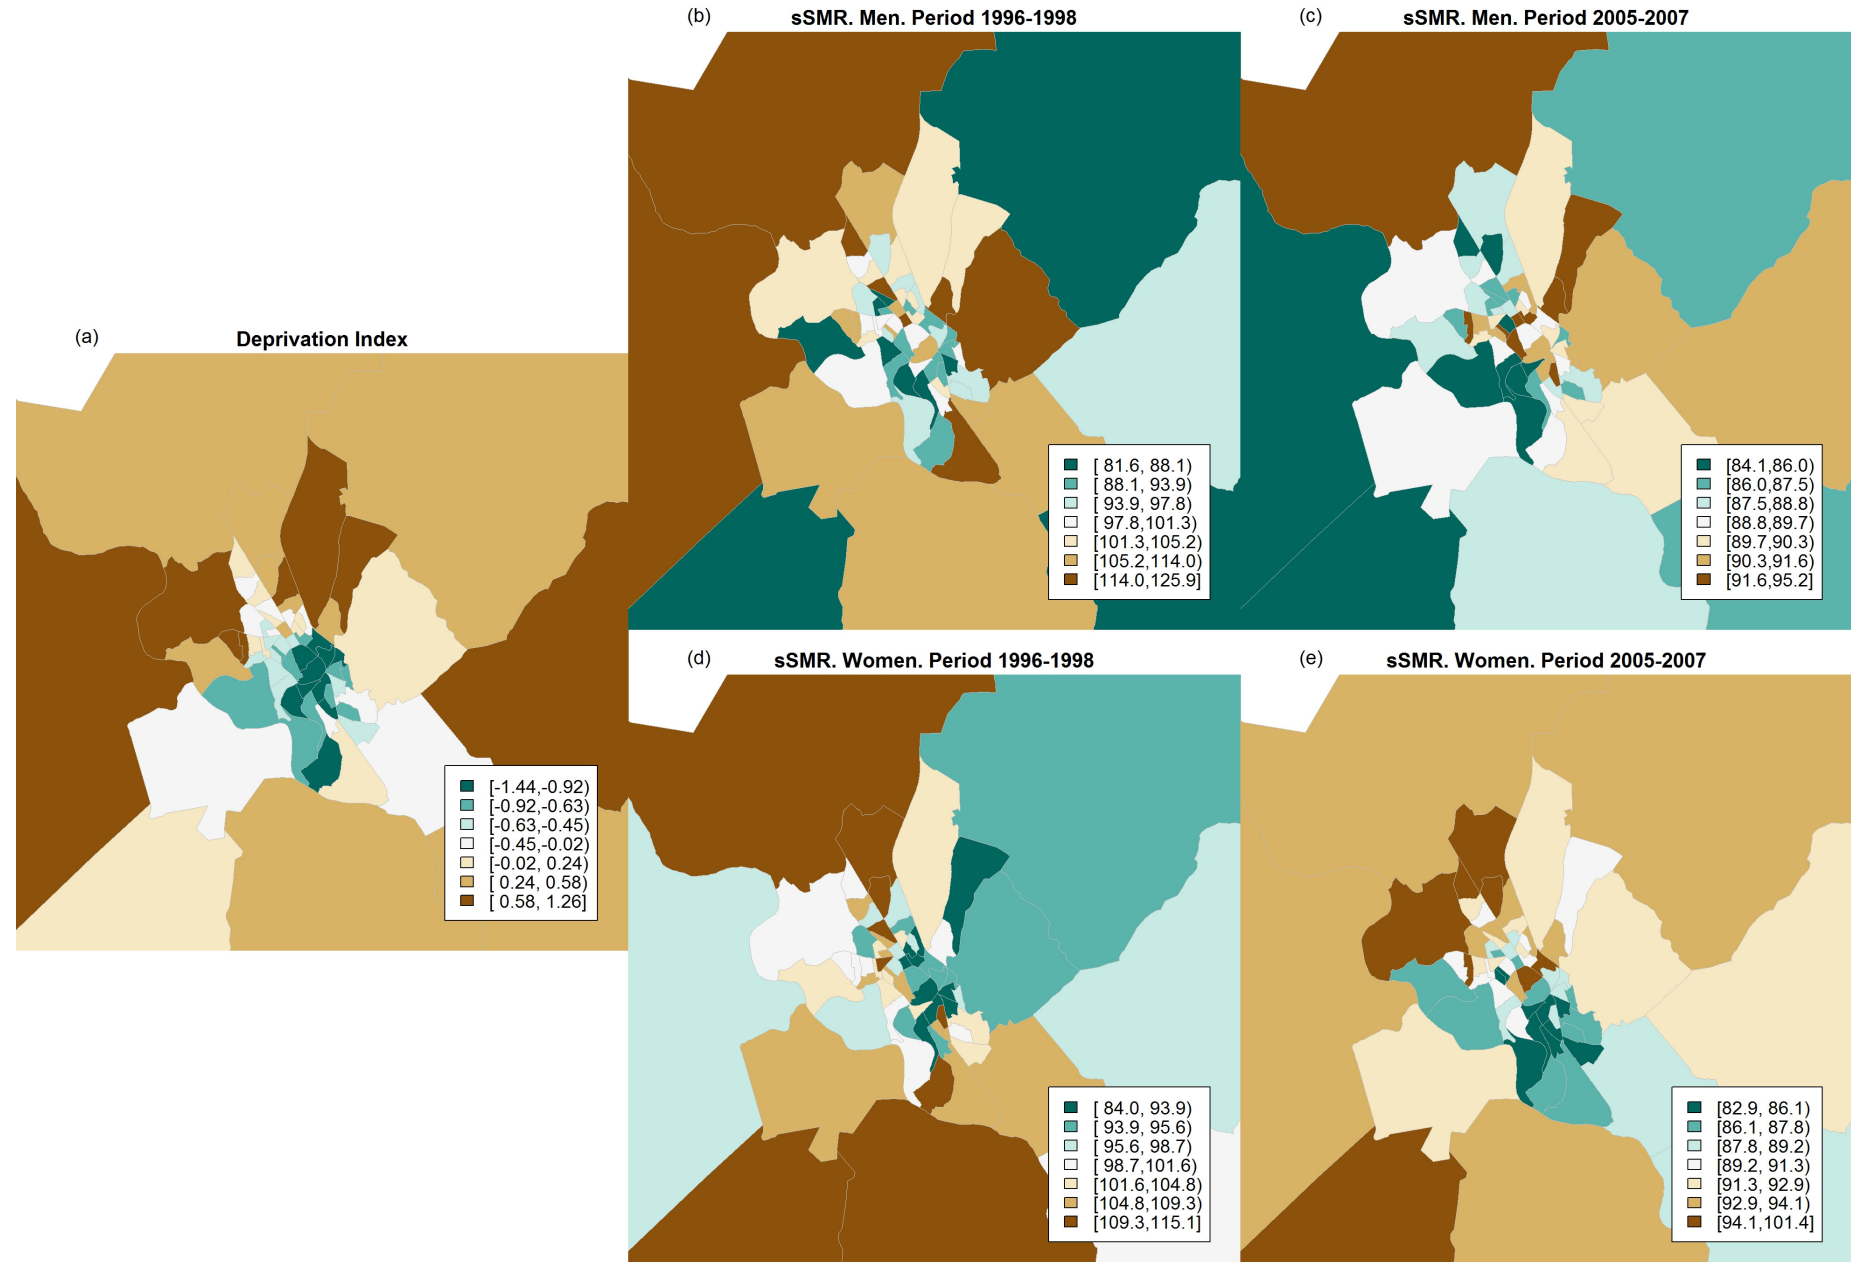 (a)
Deprivation Index
[-1.44,-0.92)
[-0.92,-0.63)
[-0.63,-0.45)
[-0.45,-0.02)
[-0.02, 0.24)
[ 0.24, 0.58)
[ 0.58, 1.26]
(b)
sSMR. Men. Period 1996-1998
[ 81.6, 88.1)
[ 88.1, 93.9)
[ 93.9, 97.8)
[ 97.8,101.3)
[101.3,105.2)
[105.2,114.0)
[114.0,125.9]
(c)
sSMR. Men. Period 2005-2007
[84.1,86.0)
[86.0,87.5)
[87.5,88.8)
[88.8,89.7)
[89.7,90.3)
[90.3,91.6)
[91.6,95.2]
(d)
sSMR. Women. Period 1996-1998
[ 84.0, 93.9)
[ 93.9, 95.6)
[ 95.6, 98.7)
[ 98.7,101.6)
[101.6,104.8)
[104.8,109.3)
[109.3,115.1]
(e)
sSMR. Women. Period 2005-2007
[82.9, 86.1)
[86.1, 87.8)
[87.8, 89.2)
[89.2, 91.3)
[91.3, 92.9)
[92.9, 94.1)
[94.1,101.4]